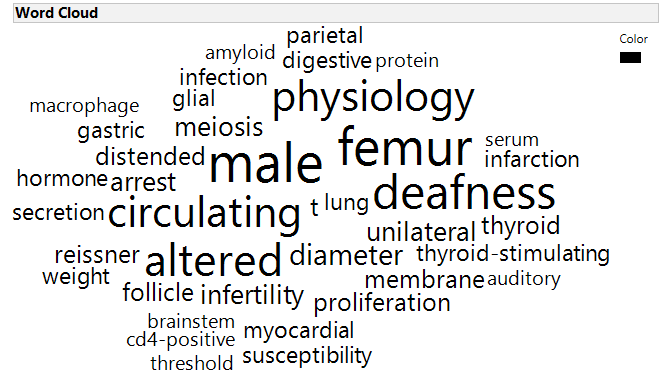 Word Cloud
parietal
Color
amyloid
digestive protein
infection
physiology
macrophage
glial
gastric
meiosis
femur
serum
distended
male
infarction
hormone
arrest
deafness
secretion
circulating
t
lung
unilateral
thyroid
reissner
altered
diameter
thyroid-stimulating
weight
membrane
auditory
follicle
infertility
proliferation
brainstem
cd4-positive
myocardial
threshold
susceptibility